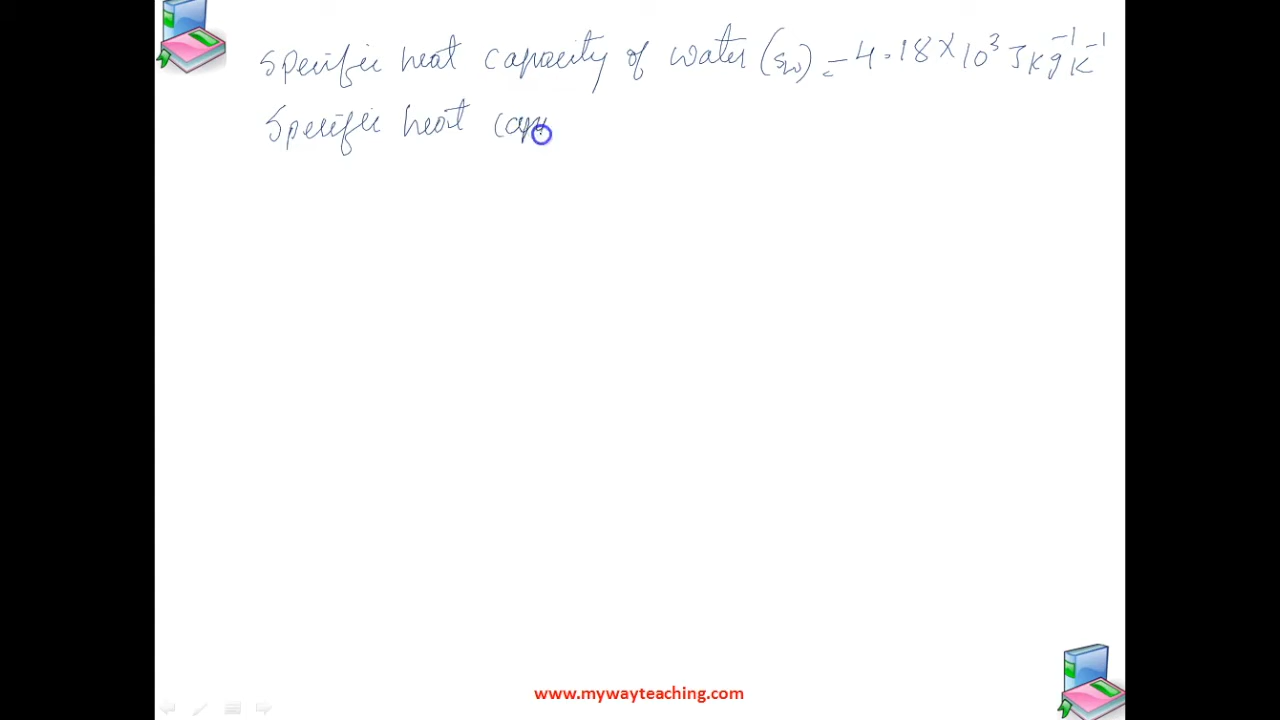 Specific heat capacity of water (sw) = 4.18 × 10³ J kg⁻¹ K⁻¹
Specific heat cap
www.mywayteaching.com